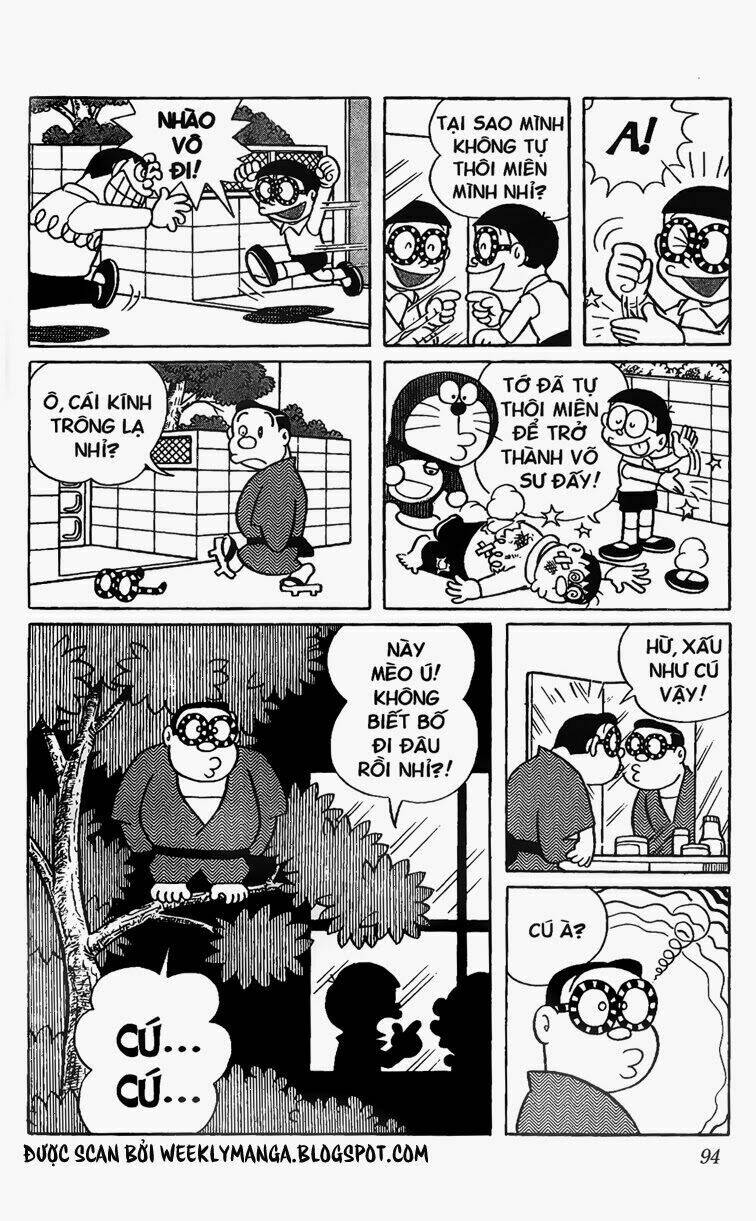 A!
TẠI SAO MÌNH
KHÔNG TỰ
THÔI MIÊN
MÌNH NHỈ?
NHÀO
VÔ
ĐI!
TỚ ĐÃ TỰ
THÔI MIÊN
ĐỂ TRỞ
THÀNH VÕ
SƯ ĐẤY!
Ồ, CÁI KÍNH
TRÔNG LẠ
NHỈ?
HỪ, XẤU
NHƯ CÚ
VẬY!
CÚ À?
NÀY
MÈO Ú!
KHÔNG
BIẾT BỐ
ĐI ĐÂU
RỒI NHỈ?!
CÚ...
CÚ...
ĐƯỢC SCAN BỞI WEEKLYMANGA.BLOGSPOT.COM
94